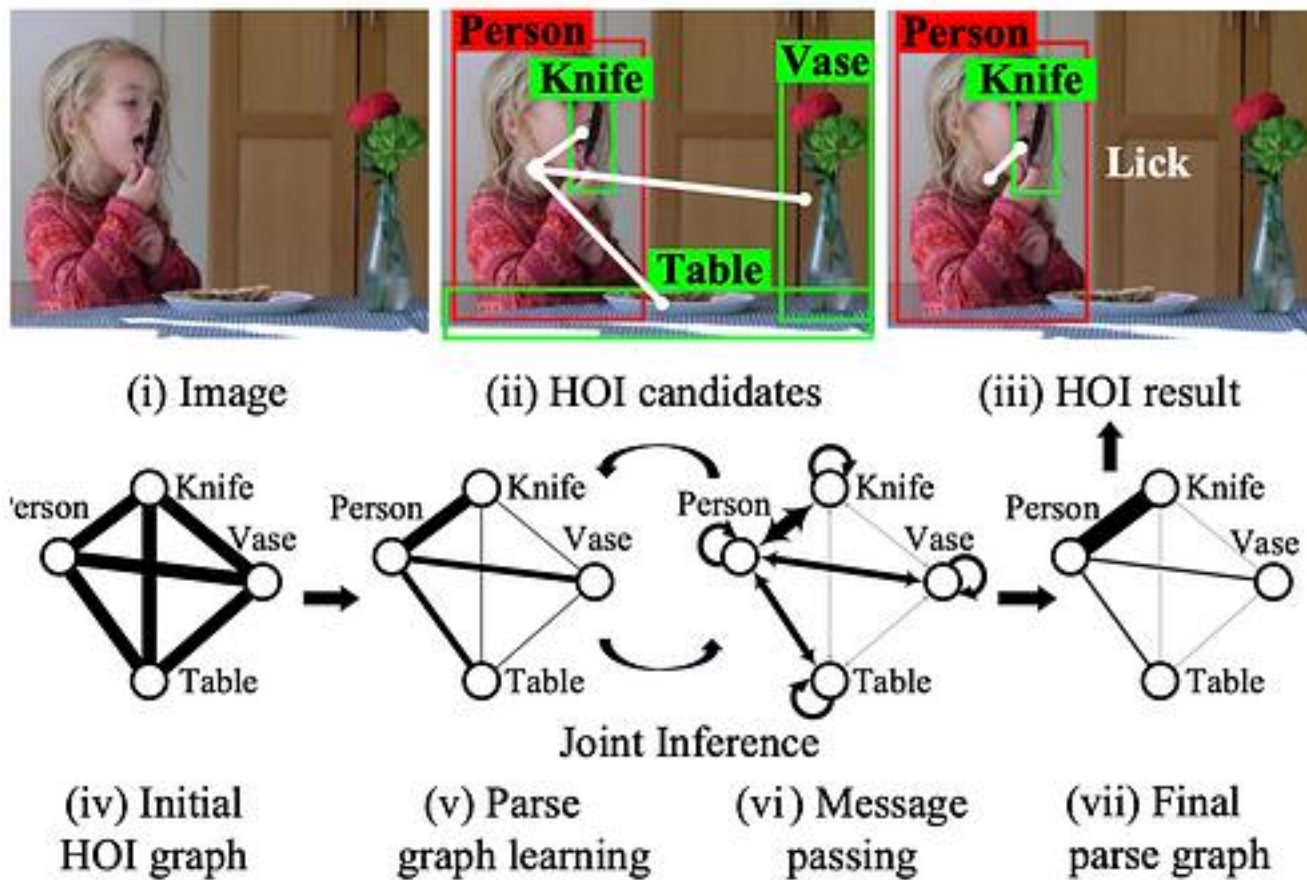 Person
Knife
Vase
Table
Person
Knife
Lick
(i) Image
(ii) HOI candidates
(iii) HOI result
Person
Knife
Vase
Table
Person
Knife
Vase
Table
Person
Knife
Vase
Table
Person
Knife
Vase
Table
Joint Inference
(iv) Initial
HOI graph
(v) Parse
graph learning
(vi) Message
passing
(vii) Final
parse graph